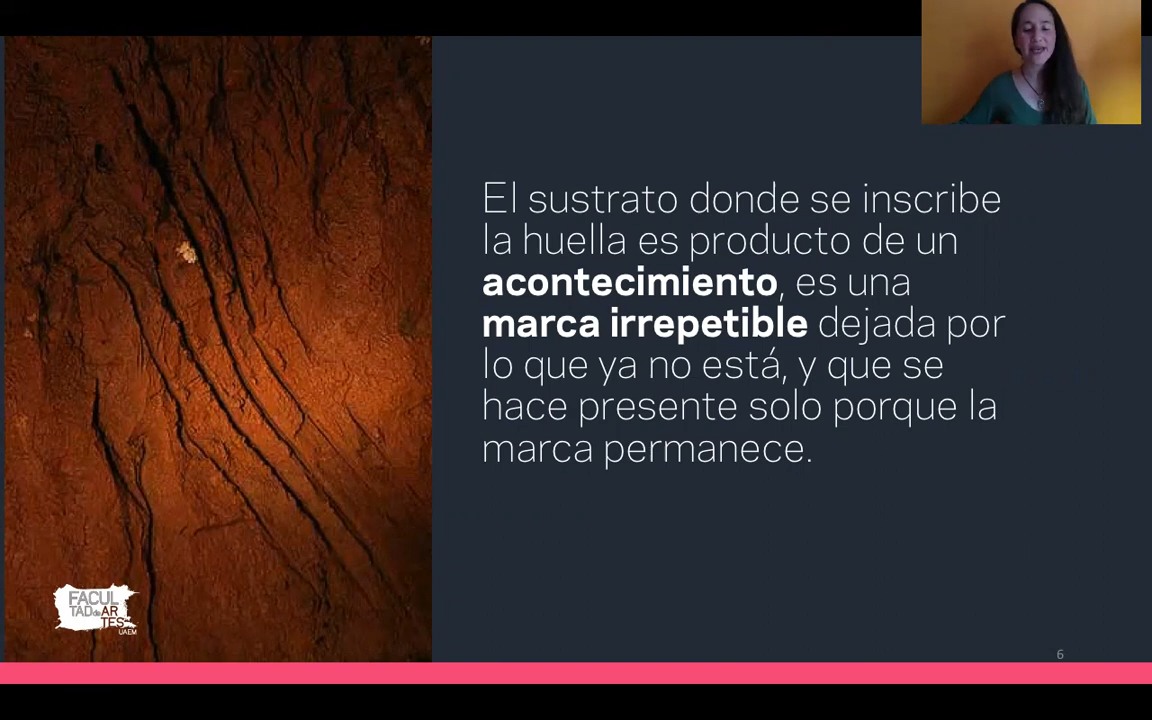 El sustrato donde se inscribe
la huella es producto de un
acontecimiento, es una
marca irrepetible dejada por
lo que ya no está, y que se
hace presente solo porque la
marca permanece.
FACUL
TAD de AR
TES
UAEM
6